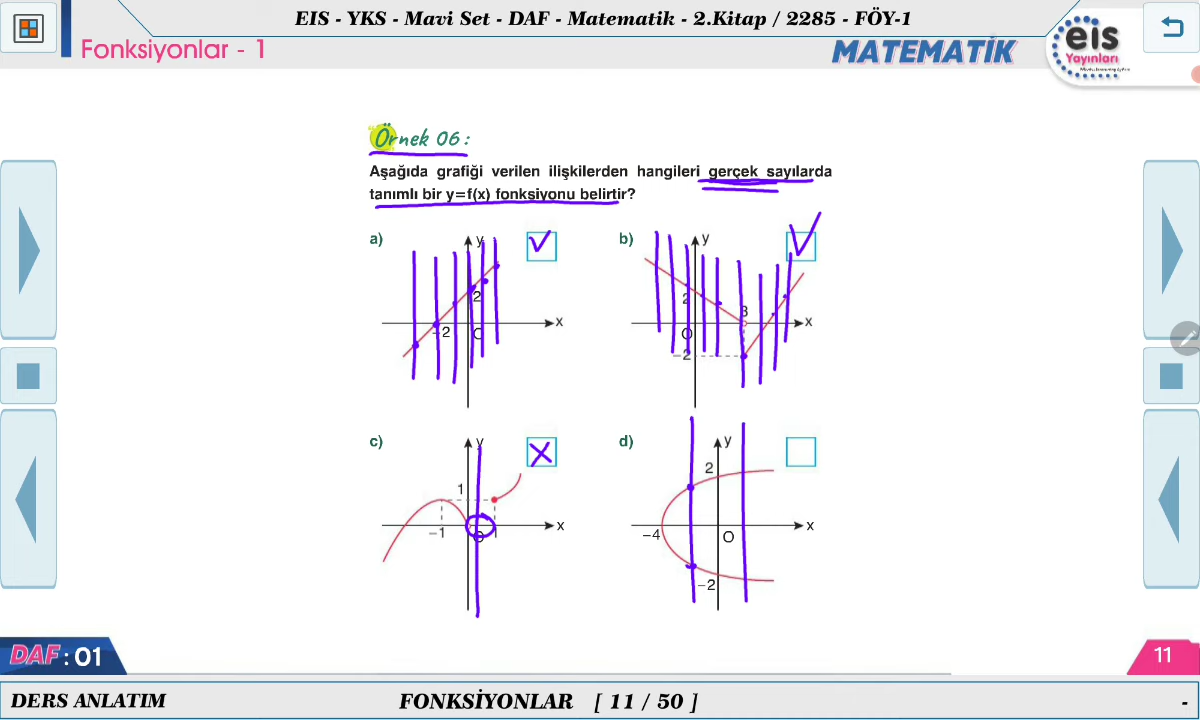 EIS - YKS - Mavi Set - DAF - Matematik - 2.Kitap / 2285 - FÖY-1
Fonksiyonlar - 1
MATEMATİK
eis
Yayınları
Örnek 06 :
Aşağıda grafiği verilen ilişkilerden hangileri gerçek sayılarda
tanımlı bir y=f(x) fonksiyonu belirtir?
a)
y
2
-2
O
x
b)
y
2
3
O
x
-2
c)
y
1
-1
O
1
x
d)
y
2
-4
O
x
-2
DAF : 01
11
DERS ANLATIM
FONKSİYONLAR [ 11 / 50 ]
-